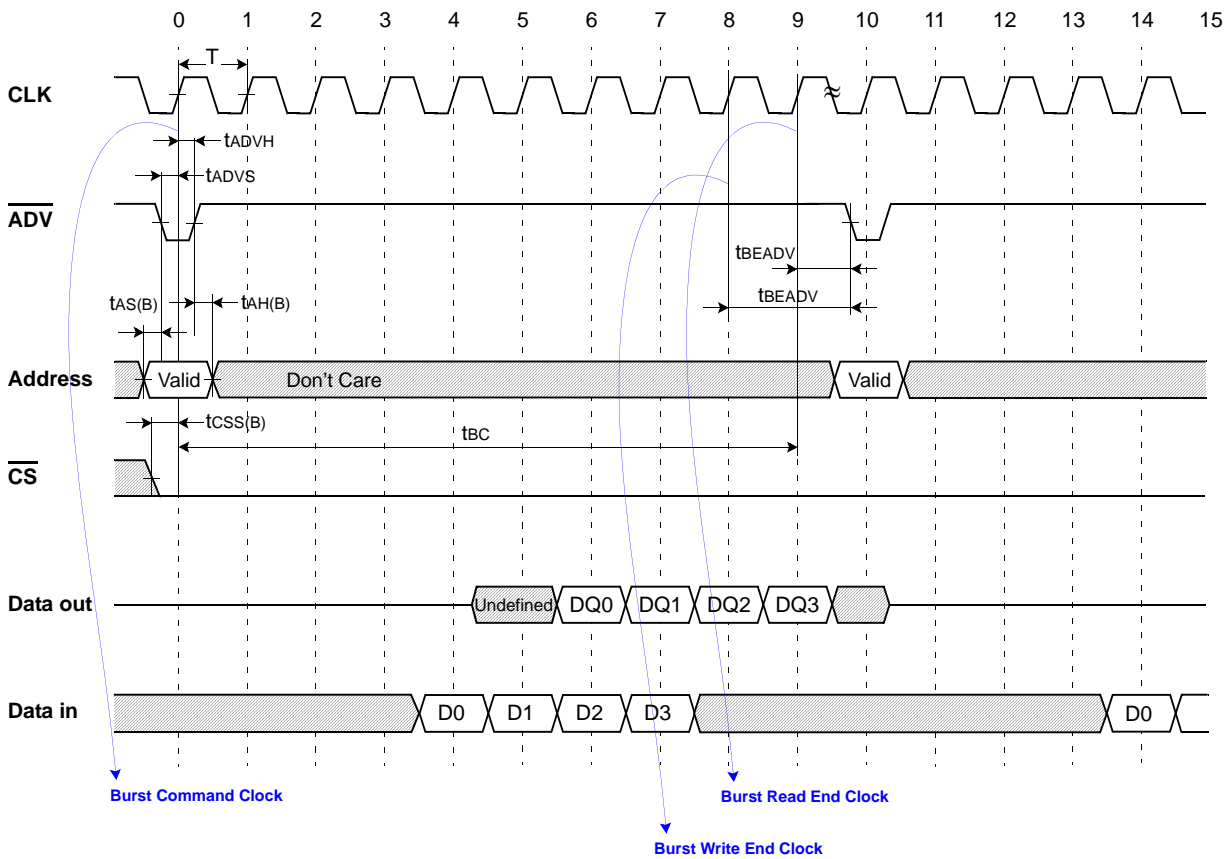 0 1 2 3 4 5 6 7 8 9 10 11 12 13 14 15
T
CLK
tADVH
tADVS
ADV
tBEADV
tAS(B) tAH(B) tBEADV
Address Valid Don't Care Valid
tCSS(B)
tBC
CS
Data out Undefined DQ0 DQ1 DQ2 DQ3
Data in D0 D1 D2 D3 D0
Burst Command Clock Burst Read End Clock
Burst Write End Clock